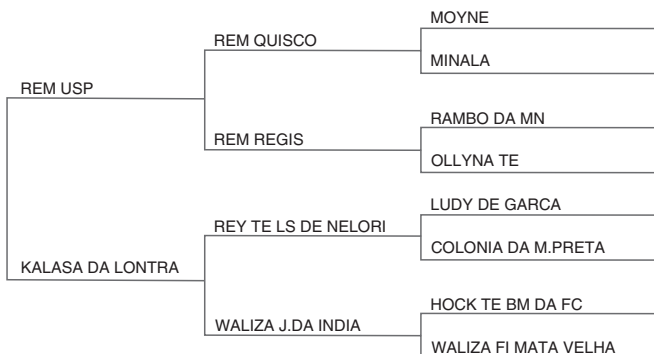 MOYNE
REM QUISCO
MINALA
REM USP
RAMBO DA MN
REM REGIS
OLLYNA TE
LUDY DE GARCA
REY TE LS DE NELORI
COLONIA DA M.PRETA
KALASA DA LONTRA
HOCK TE BM DA FC
WALIZA J.DA INDIA
WALIZA FI MATA VELHA